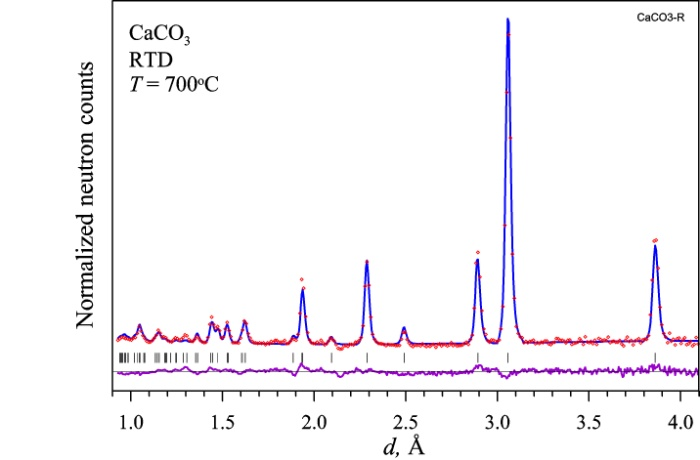 CaCO3-R
CaCO₃
RTD
T = 700°C
Normalized neutron counts
1.0 1.5 2.0 2.5 3.0 3.5 4.0
d, Å